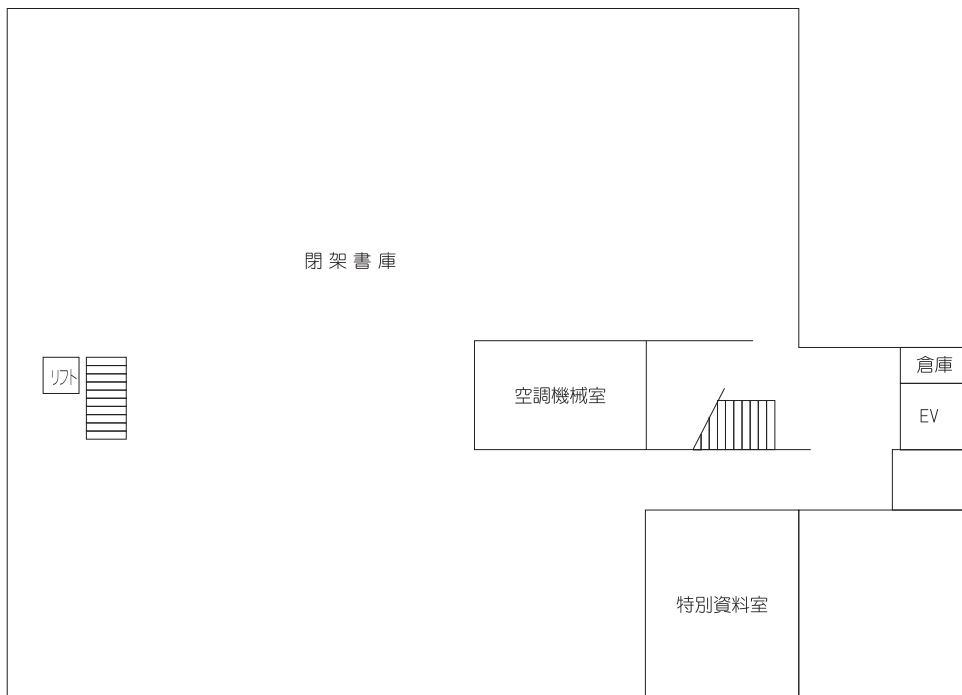 閉架書庫
リフト
空調機械室
倉庫
EV
特別資料室